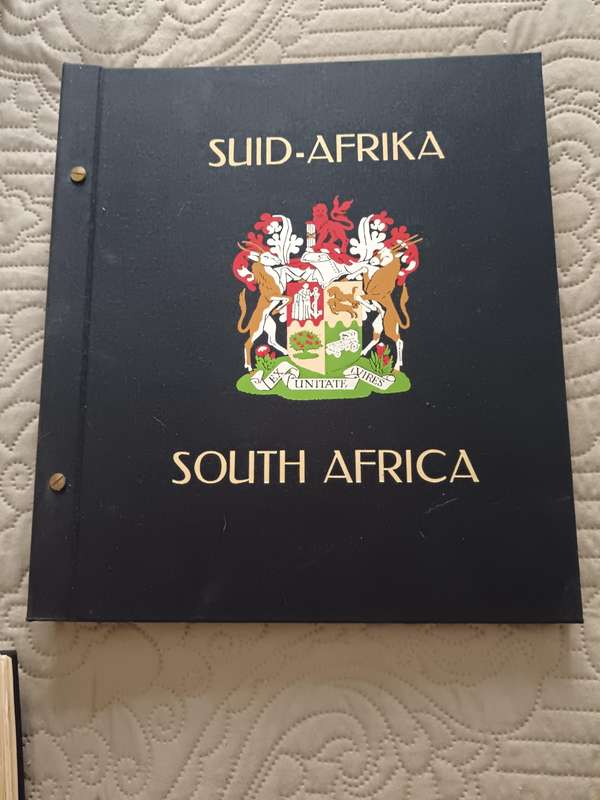 SUID-AFRIKA
EX UNITATE VIRES
SOUTH AFRICA